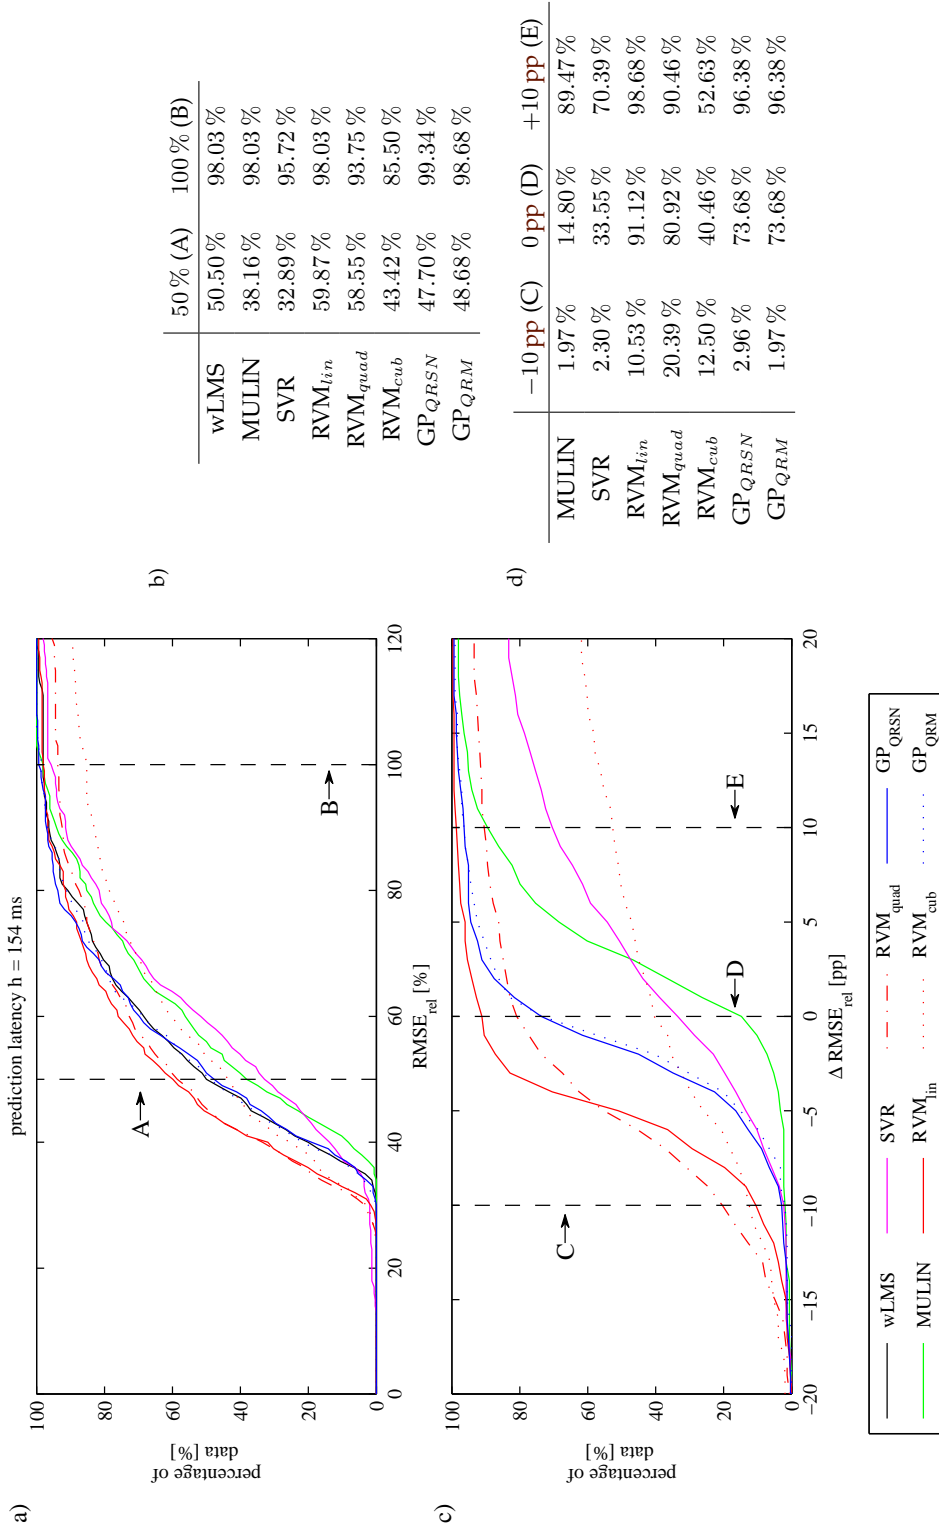 a)
prediction latency h = 154 ms
percentage of
data [%]
100
80
60
40
20
0
0
20
40
60
80
100
120
RMSE_rel [%]
A
B
b)
50 % (A) 100 % (B)
wLMS 50.50 % 98.03 %
MULIN 38.16 % 98.03 %
SVR 32.89 % 95.72 %
RVM_lin 59.87 % 98.03 %
RVM_quad 58.55 % 93.75 %
RVM_cub 43.42 % 85.50 %
GP_QRSN 47.70 % 99.34 %
GP_QRM 48.68 % 98.68 %
c)
percentage of
data [%]
100
80
60
40
20
0
−20
−15
−10
−5
0
5
10
15
20
Δ RMSE_rel [pp]
C
D
E
d)
−10 pp (C) 0 pp (D) +10 pp (E)
MULIN 1.97 % 14.80 % 89.47 %
SVR 2.30 % 33.55 % 70.39 %
RVM_lin 10.53 % 91.12 % 98.68 %
RVM_quad 20.39 % 80.92 % 90.46 %
RVM_cub 12.50 % 40.46 % 52.63 %
GP_QRSN 2.96 % 73.68 % 96.38 %
GP_QRM 1.97 % 73.68 % 96.38 %
wLMS SVR RVM_quad GP_QRSN
MULIN RVM_lin RVM_cub GP_QRM